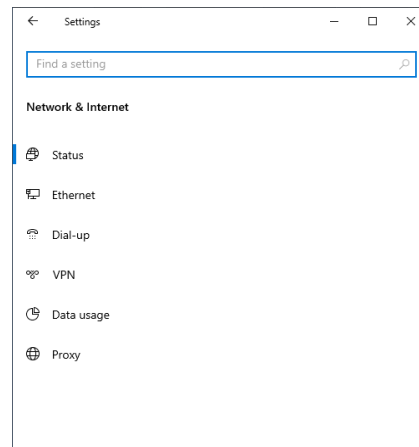 Settings
Find a setting
Network & Internet
Status
Ethernet
Dial-up
VPN
Data usage
Proxy